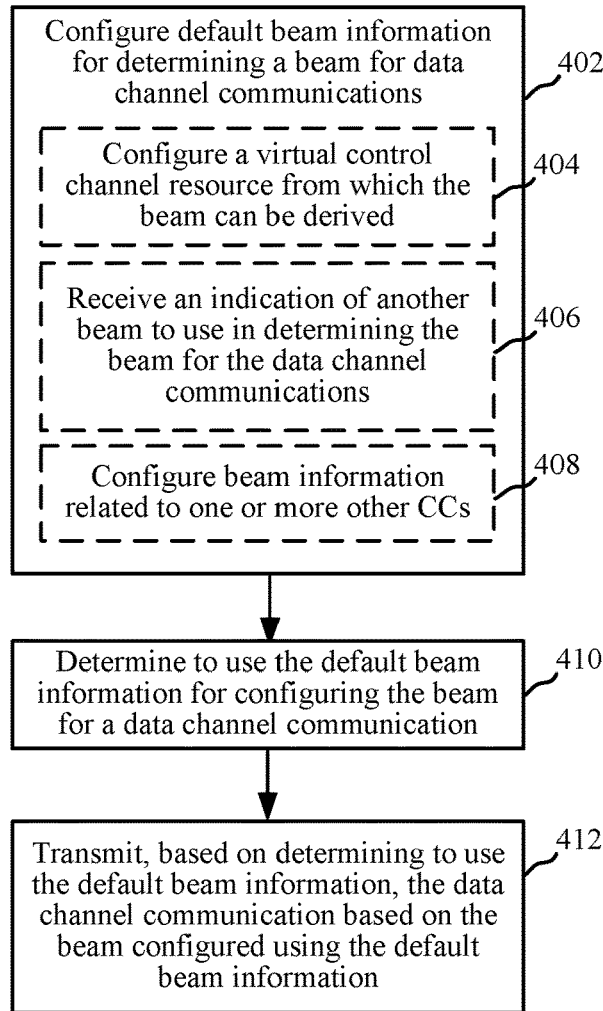 Configure default beam information
for determining a beam for data
channel communications
402
Configure a virtual control
channel resource from which the
beam can be derived
404
Receive an indication of another
beam to use in determining the
beam for the data channel
communications
406
Configure beam information
related to one or more other CCs
408
Determine to use the default beam
information for configuring the beam
for a data channel communication
410
Transmit, based on determining to use
the default beam information, the data
channel communication based on the
beam configured using the default
beam information
412